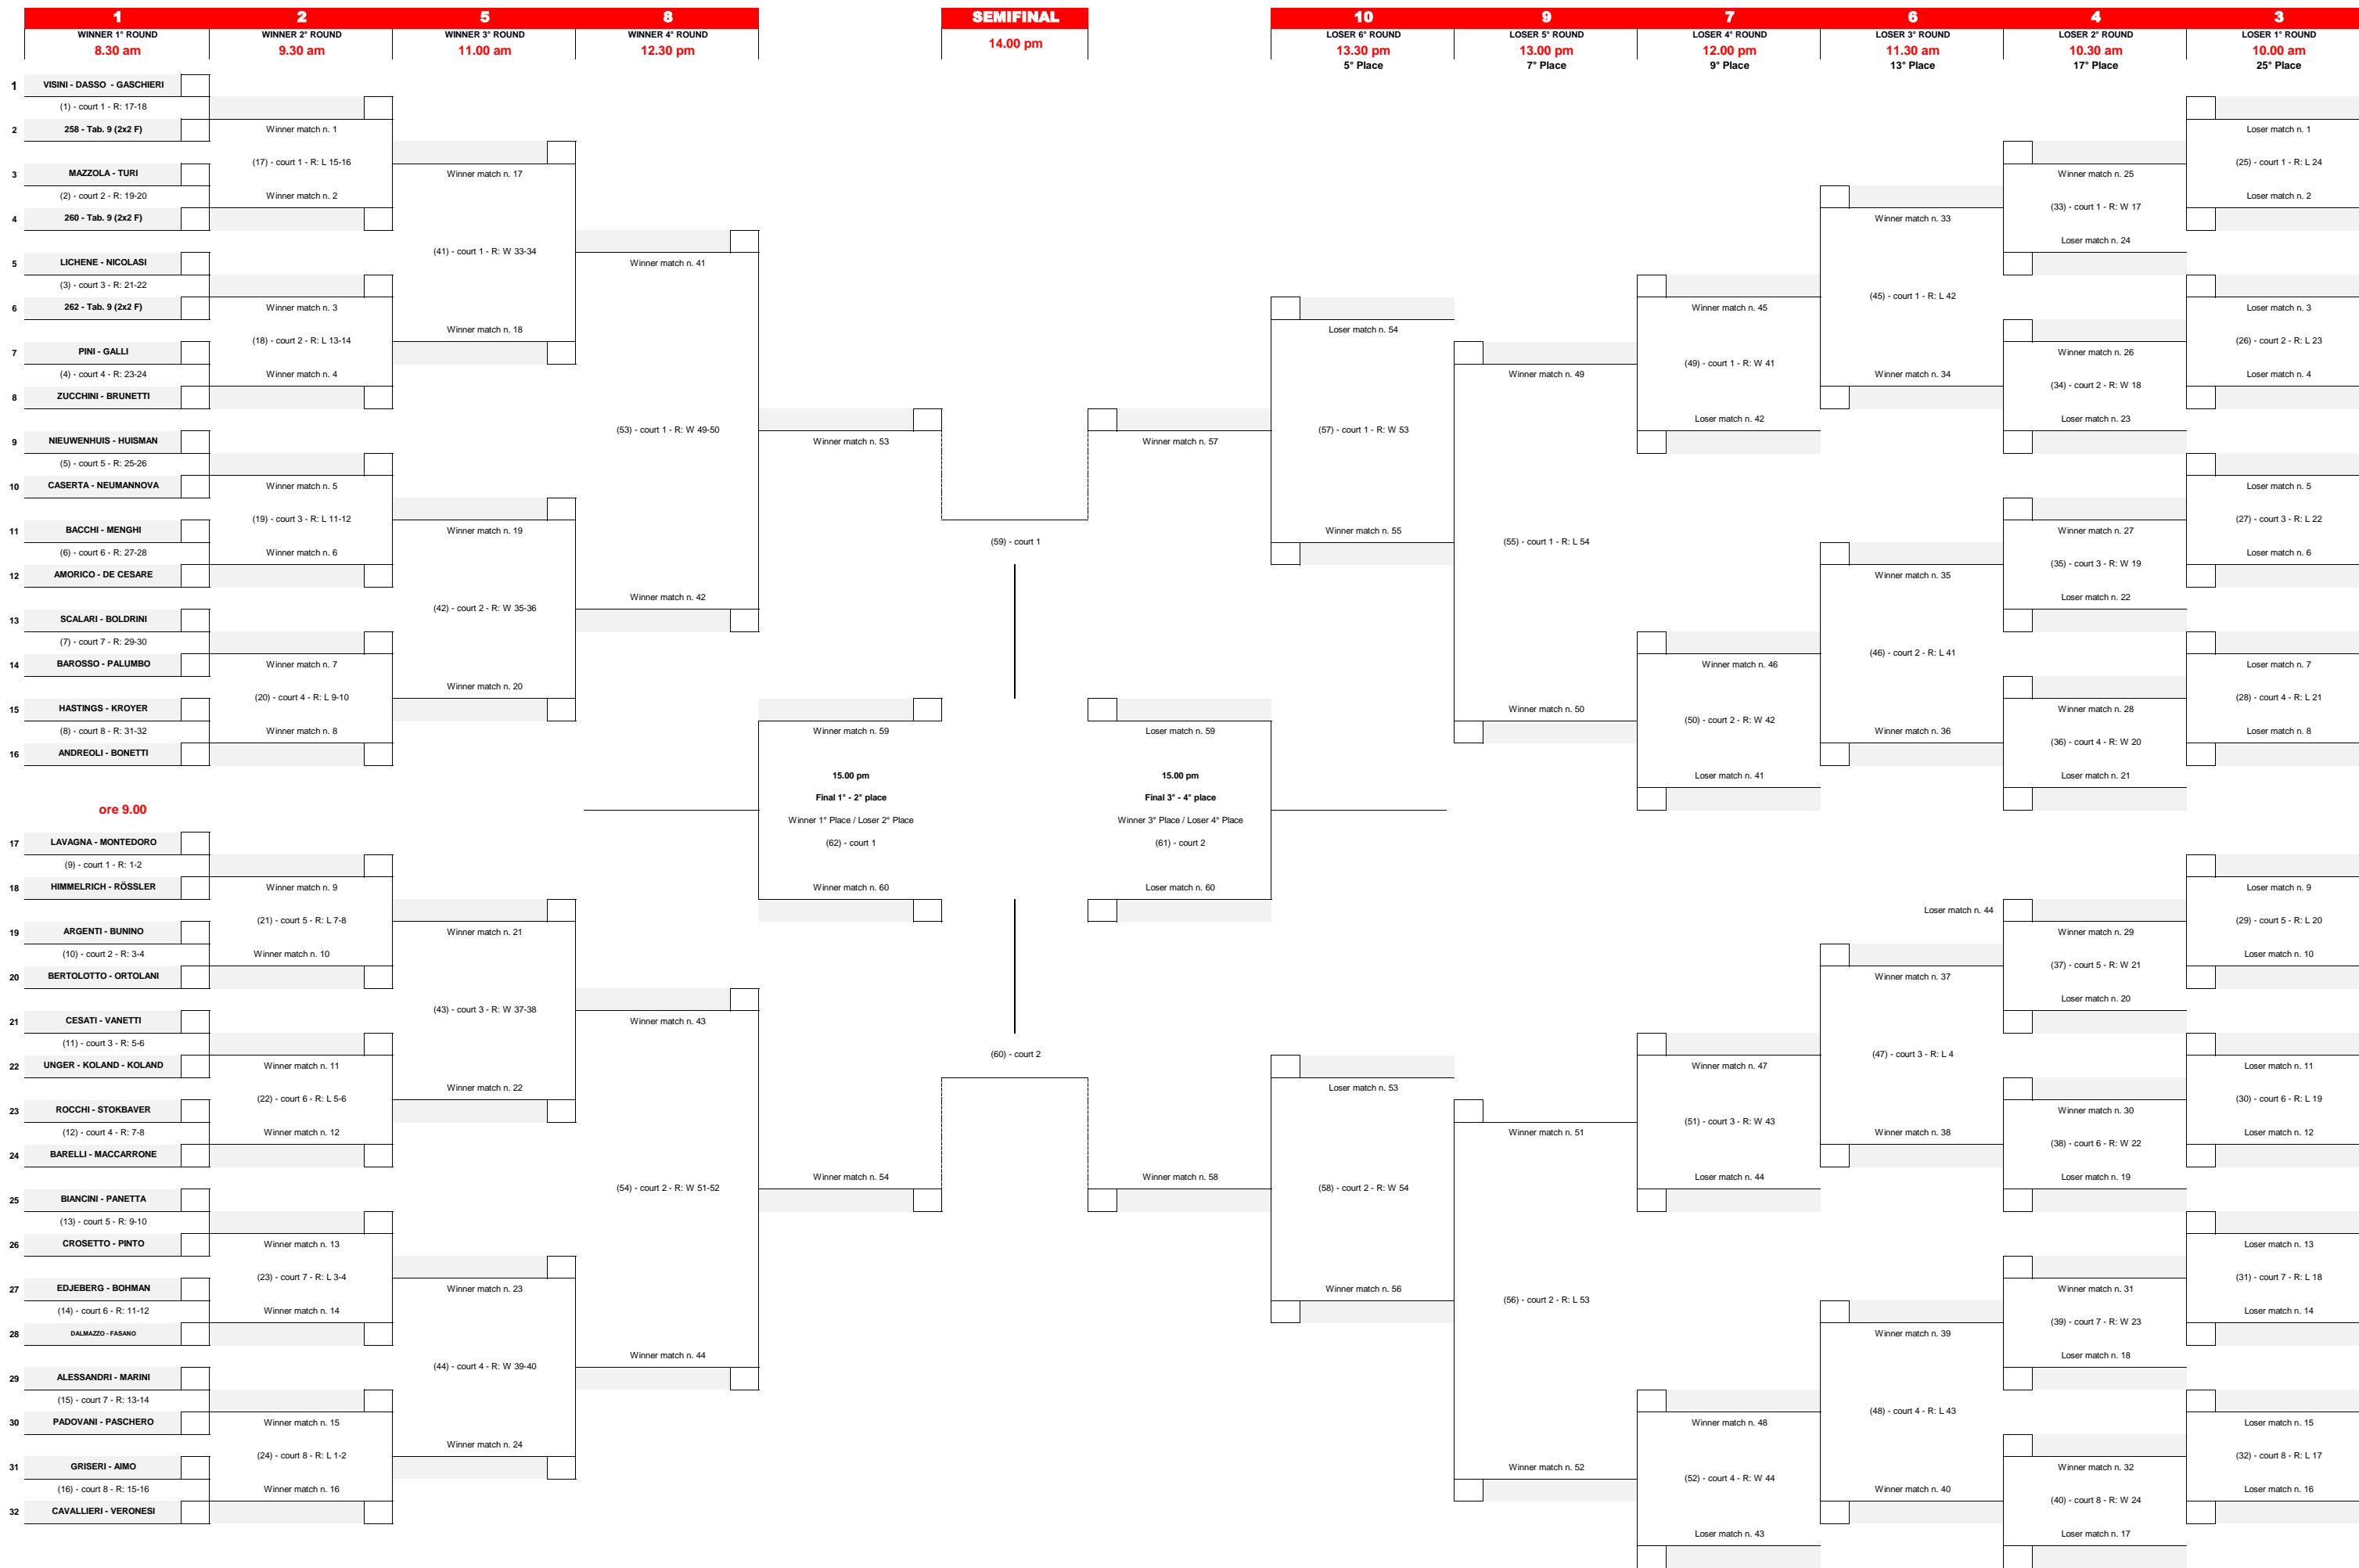 1
WINNER 1° ROUND
8.30 am
2
WINNER 2° ROUND
9.30 am
5
WINNER 3° ROUND
11.00 am
8
WINNER 4° ROUND
12.30 pm
SEMIFINAL
14.00 pm
10
LOSER 6° ROUND
13.30 pm
5° Place
9
LOSER 5° ROUND
13.00 pm
7° Place
7
LOSER 4° ROUND
12.00 pm
9° Place
6
LOSER 3° ROUND
11.30 am
13° Place
4
LOSER 2° ROUND
10.30 am
17° Place
3
LOSER 1° ROUND
10.00 am
25° Place
1 VISINI - DASSO - GASCHIERI
(1) - court 1 - R: 17-18
2 258 - Tab. 9 (2x2 F)
3 MAZZOLA - TURI
(2) - court 2 - R: 19-20
4 260 - Tab. 9 (2x2 F)
5 LICHENE - NICOLASI
(3) - court 3 - R: 21-22
6 262 - Tab. 9 (2x2 F)
7 PINI - GALLI
(4) - court 4 - R: 23-24
8 ZUCCHINI - BRUNETTI
9 NIEUWENHUIS - HUISMAN
(5) - court 5 - R: 25-26
10 CASERTA - NEUMANNOVA
11 BACCHI - MENGHI
(6) - court 6 - R: 27-28
12 AMORICO - DE CESARE
13 SCALARI - BOLDRINI
(7) - court 7 - R: 29-30
14 BAROSSO - PALUMBO
15 HASTINGS - KROYER
(8) - court 8 - R: 31-32
16 ANDREOLI - BONETTI
ore 9.00
17 LAVAGNA - MONTEDORO
(9) - court 1 - R: 1-2
18 HIMMELRICH - RÖSSLER
19 ARGENTI - BUNINO
(10) - court 2 - R: 3-4
20 BERTOLOTTO - ORTOLANI
21 CESATI - VANETTI
(11) - court 3 - R: 5-6
22 UNGER - KOLAND - KOLAND
23 ROCCHI - STOKBAVER
(12) - court 4 - R: 7-8
24 BARELLI - MACCARRONE
25 BIANCINI - PANETTA
(13) - court 5 - R: 9-10
26 CROSETTO - PINTO
27 EDJEBERG - BOHMAN
(14) - court 6 - R: 11-12
28 DALMAZZO - FASANO
29 ALESSANDRI - MARINI
(15) - court 7 - R: 13-14
30 PADOVANI - PASCHERO
31 GRISERI - AIMO
(16) - court 8 - R: 15-16
32 CAVALLIERI - VERONESI
Winner match n. 1
(17) - court 1 - R: L 15-16
Winner match n. 2
Winner match n. 3
(18) - court 2 - R: L 13-14
Winner match n. 4
Winner match n. 5
(19) - court 3 - R: L 11-12
Winner match n. 6
Winner match n. 7
(20) - court 4 - R: L 9-10
Winner match n. 8
Winner match n. 9
(21) - court 5 - R: L 7-8
Winner match n. 10
Winner match n. 11
(22) - court 6 - R: L 5-6
Winner match n. 12
Winner match n. 13
(23) - court 7 - R: L 3-4
Winner match n. 14
Winner match n. 15
(24) - court 8 - R: L 1-2
Winner match n. 16
Winner match n. 17
(41) - court 1 - R: W 33-34
Winner match n. 18
Winner match n. 19
(42) - court 2 - R: W 35-36
Winner match n. 20
Winner match n. 21
(43) - court 3 - R: W 37-38
Winner match n. 22
Winner match n. 23
(44) - court 4 - R: W 39-40
Winner match n. 24
Winner match n. 41
(53) - court 1 - R: W 49-50
Winner match n. 42
Winner match n. 43
(54) - court 2 - R: W 51-52
Winner match n. 44
Winner match n. 53
Winner match n. 59
15.00 pm
Final 1° - 2° place
Winner 1° Place / Loser 2° Place
(62) - court 1
Winner match n. 60
Winner match n. 54
(59) - court 1
(60) - court 2
Winner match n. 57
Loser match n. 59
15.00 pm
Final 3° - 4° place
Winner 3° Place / Loser 4° Place
(61) - court 2
Loser match n. 60
Winner match n. 58
Loser match n. 54
(57) - court 1 - R: W 53
Winner match n. 55
Loser match n. 53
(58) - court 2 - R: W 54
Winner match n. 56
Winner match n. 49
(55) - court 1 - R: L 54
Winner match n. 50
Winner match n. 51
(56) - court 2 - R: L 53
Winner match n. 52
Winner match n. 45
(49) - court 1 - R: W 41
Loser match n. 42
Winner match n. 46
(50) - court 2 - R: W 42
Loser match n. 41
Winner match n. 47
(51) - court 3 - R: W 43
Loser match n. 44
Winner match n. 48
(52) - court 4 - R: W 44
Loser match n. 43
Winner match n. 33
(45) - court 1 - R: L 42
Winner match n. 34
Winner match n. 35
(46) - court 2 - R: L 41
Winner match n. 36
Loser match n. 44
Winner match n. 37
(47) - court 3 - R: L 4
Winner match n. 38
Winner match n. 39
(48) - court 4 - R: L 43
Winner match n. 40
Winner match n. 25
(33) - court 1 - R: W 17
Loser match n. 24
Winner match n. 26
(34) - court 2 - R: W 18
Loser match n. 23
Winner match n. 27
(35) - court 3 - R: W 19
Loser match n. 22
Winner match n. 28
(36) - court 4 - R: W 20
Loser match n. 21
Winner match n. 29
(37) - court 5 - R: W 21
Loser match n. 20
Winner match n. 30
(38) - court 6 - R: W 22
Loser match n. 19
Winner match n. 31
(39) - court 7 - R: W 23
Loser match n. 18
Winner match n. 32
(40) - court 8 - R: W 24
Loser match n. 17
Loser match n. 1
(25) - court 1 - R: L 24
Loser match n. 2
Loser match n. 3
(26) - court 2 - R: L 23
Loser match n. 4
Loser match n. 5
(27) - court 3 - R: L 22
Loser match n. 6
Loser match n. 7
(28) - court 4 - R: L 21
Loser match n. 8
Loser match n. 9
(29) - court 5 - R: L 20
Loser match n. 10
Loser match n. 11
(30) - court 6 - R: L 19
Loser match n. 12
Loser match n. 13
(31) - court 7 - R: L 18
Loser match n. 14
Loser match n. 15
(32) - court 8 - R: L 17
Loser match n. 16